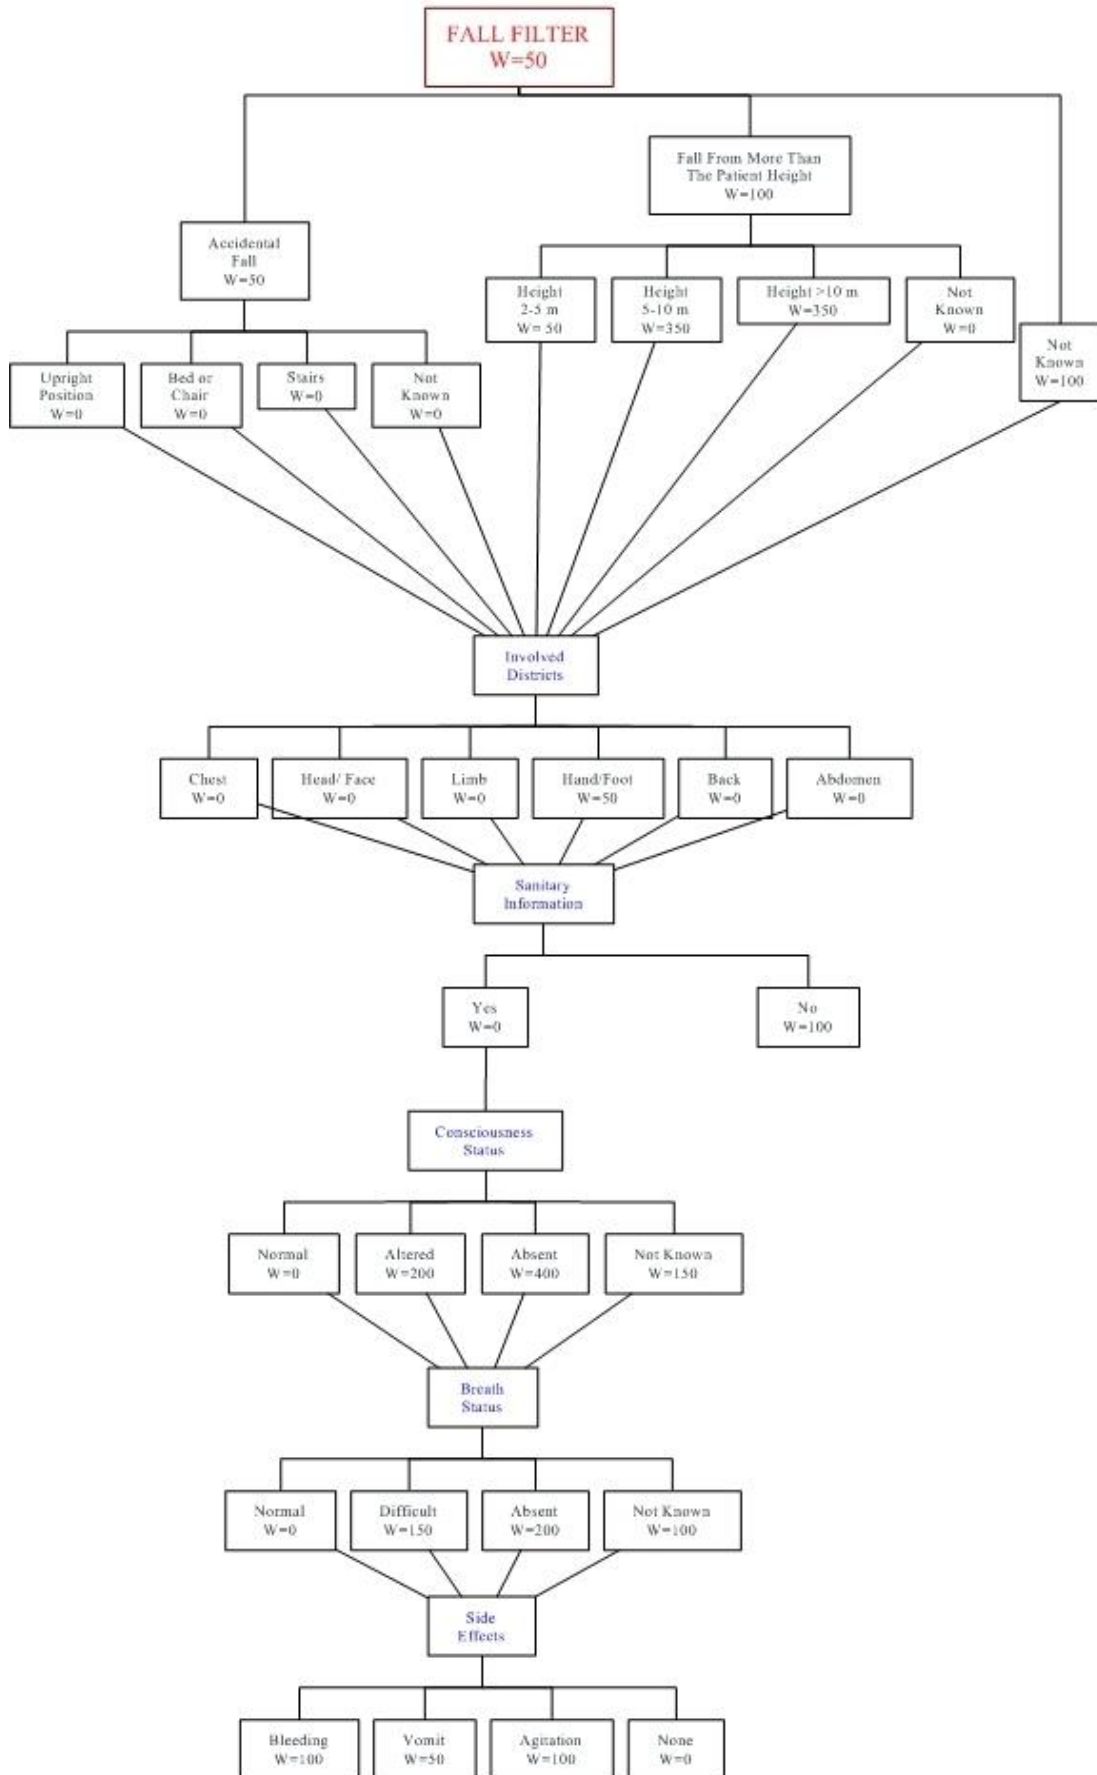 FALL FILTER
W=50
Fall From More Than
The Patient Height
W=100
Accidental
Fall
W=50
Height
2-5 m
W= 50
Height
5-10 m
W=350
Height >10 m
W=350
Not
Known
W=0
Not
Known
W=100
Upright
Position
W=0
Bed or
Chair
W=0
Stairs
W=0
Not
Known
W=0
Involved
Districts
Chest
W=0
Head/ Face
W=0
Limb
W=0
Hand/Foot
W=50
Back
W=0
Abdomen
W=0
Sanitary
Information
Yes
W=0
No
W=100
Consciousness
Status
Normal
W=0
Altered
W=200
Absent
W=400
Not Known
W=150
Breath
Status
Normal
W=0
Difficult
W=150
Absent
W=200
Not Known
W=100
Side
Effects
Bleeding
W=100
Vomit
W=50
Agitation
W=100
None
W=0